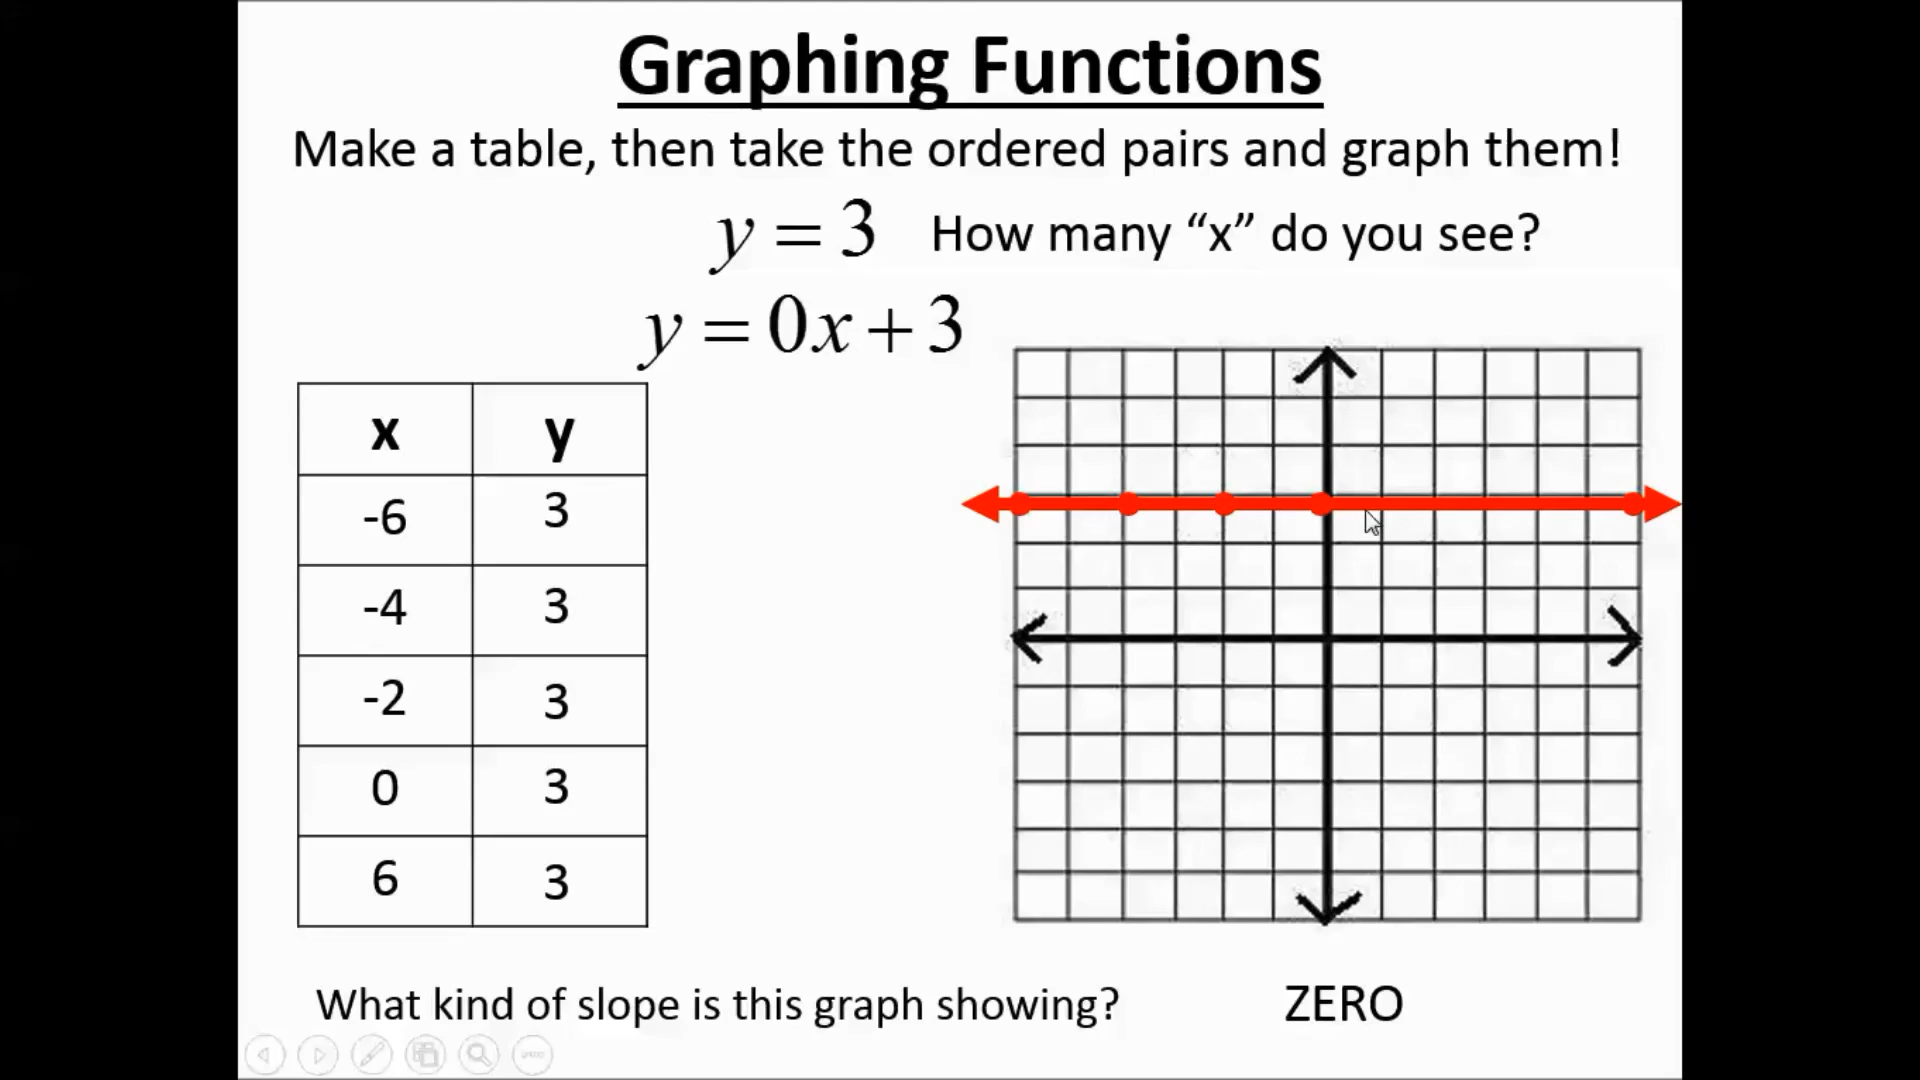 Graphing Functions
Make a table, then take the ordered pairs and graph them!
y = 3 How many “x” do you see?
y = 0x + 3
x y
-6 3
-4 3
-2 3
0 3
6 3
What kind of slope is this graph showing? ZERO